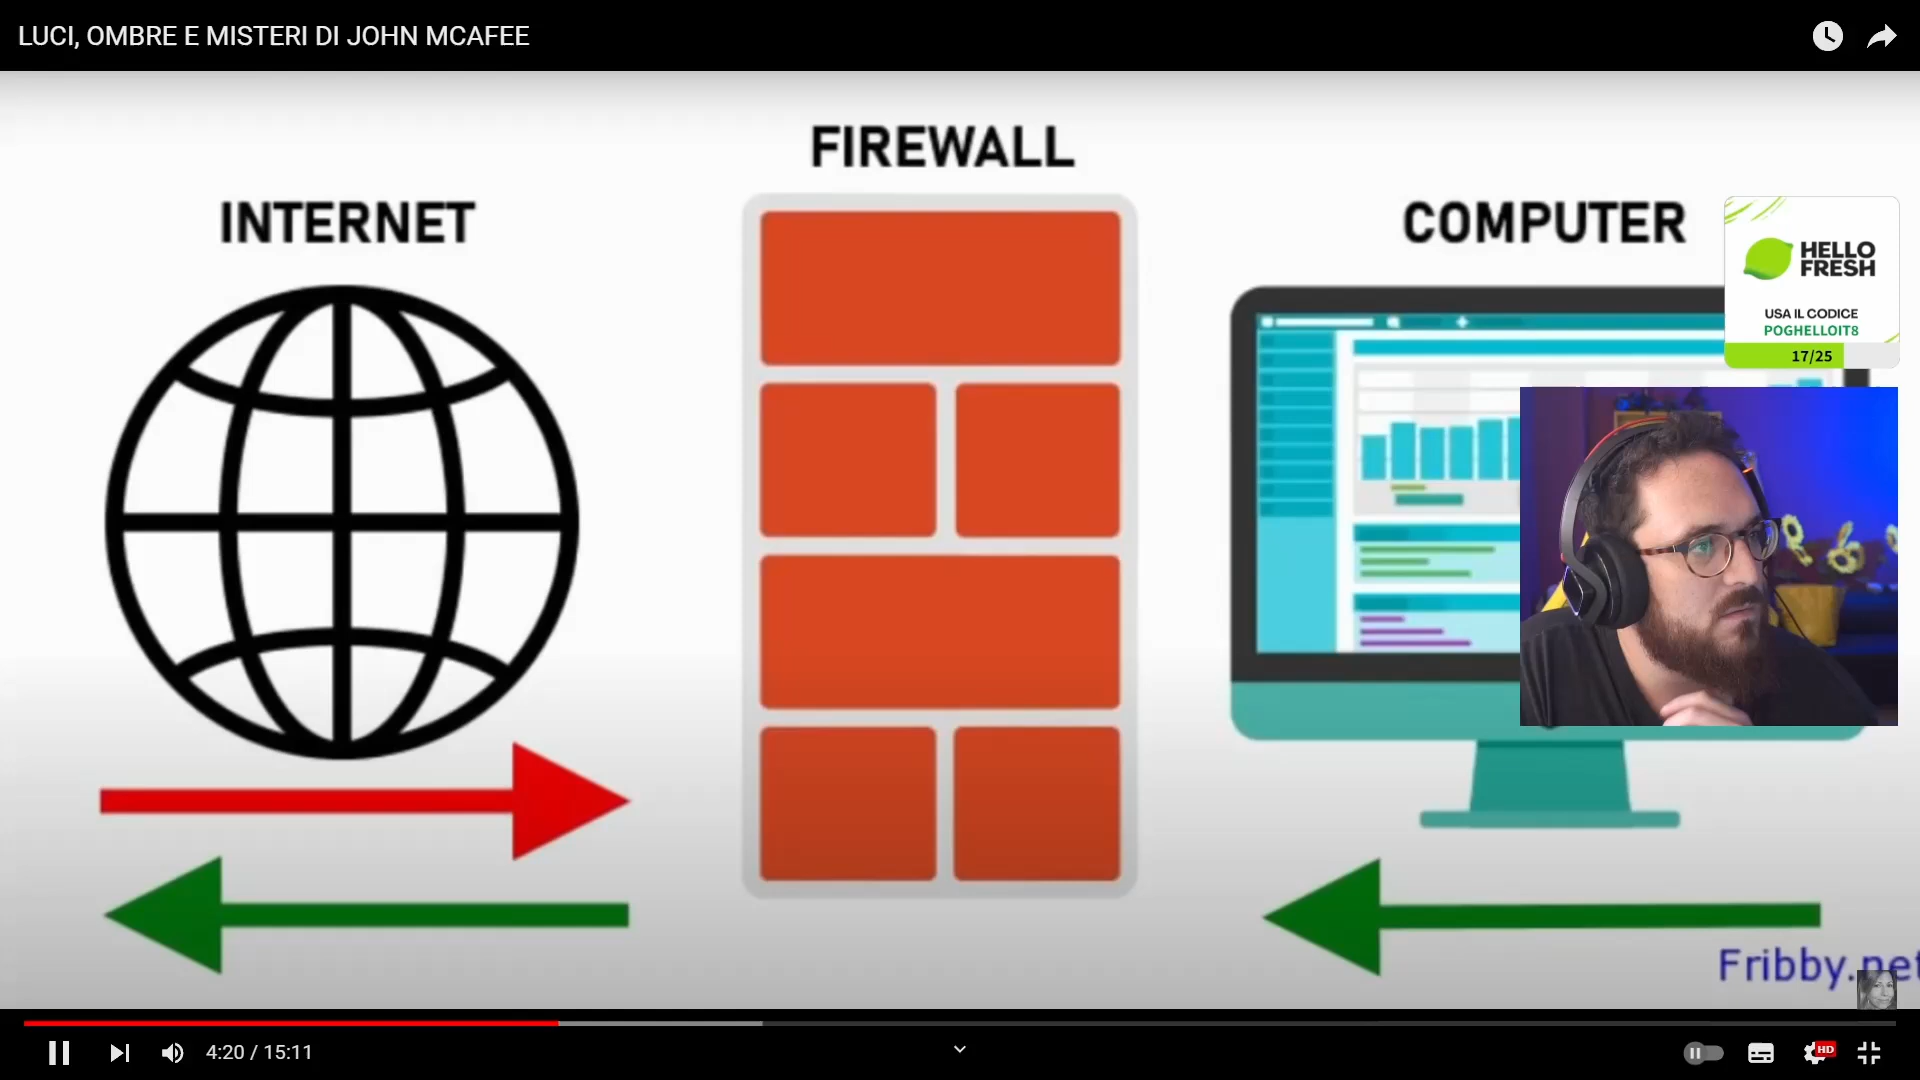 LUCI, OMBRE E MISTERI DI JOHN MCAFEE
FIREWALL
INTERNET
COMPUTER
HELLO
FRESH
USA IL CODICE
POGHELLOIT8
17/25
Fribby.net
4:20 / 15:11
HD